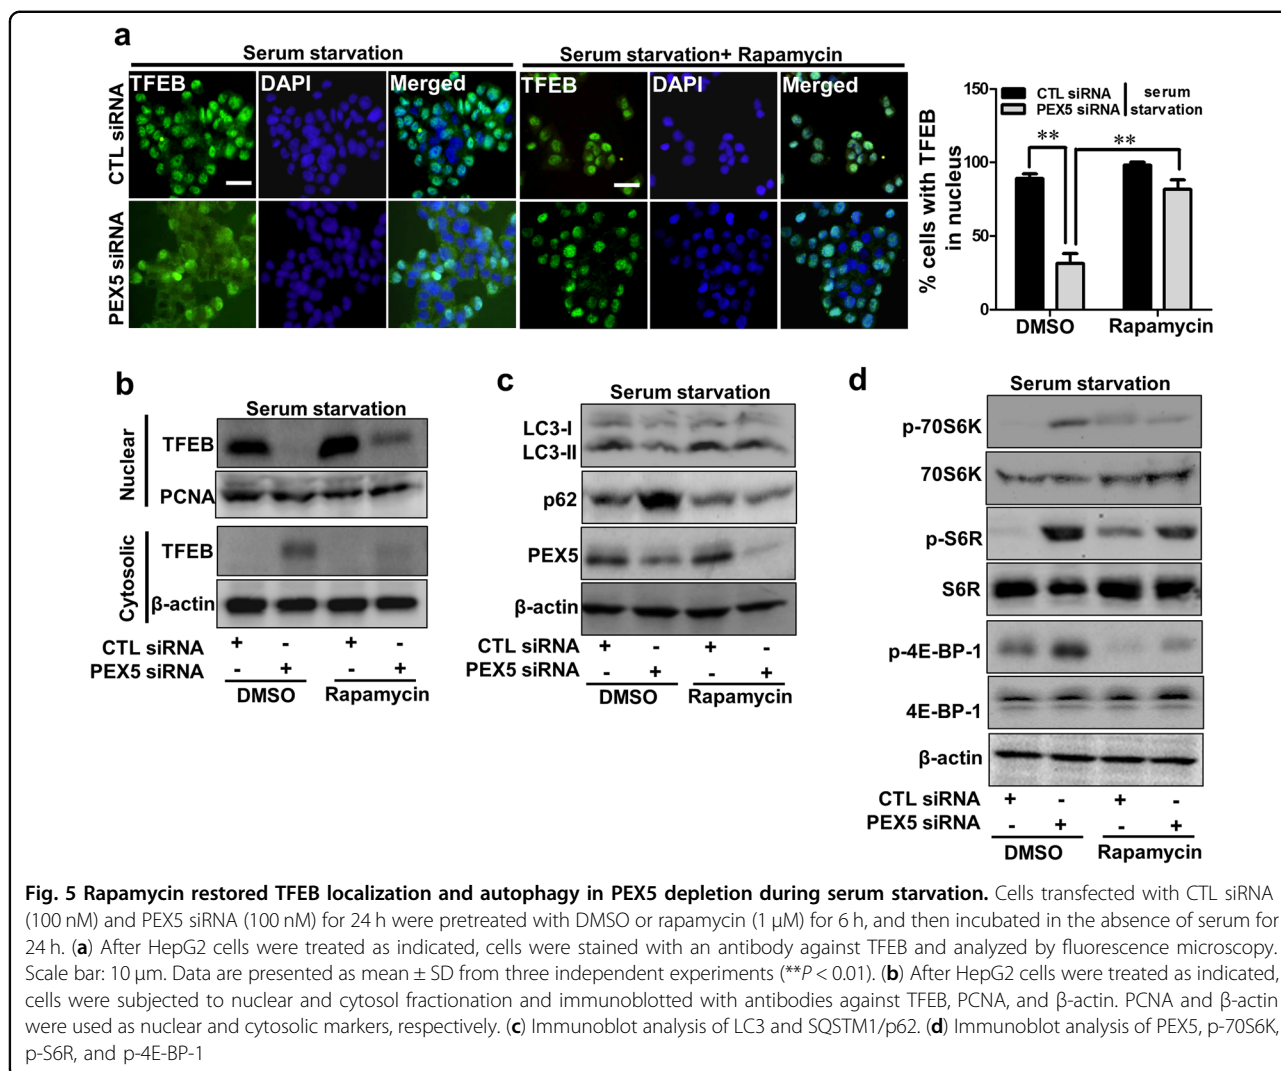 a
Serum starvation
Serum starvation+ Rapamycin
TFEB DAPI Merged TFEB DAPI Merged
CTL siRNA
PEX5 siRNA
% cells with TFEB
in nucleus
150
100
50
0
CTL siRNA
PEX5 siRNA
serum
starvation
** **
DMSO Rapamycin
b
Serum starvation
Nuclear
TFEB
PCNA
Cytosolic
TFEB
β-actin
CTL siRNA + - + -
PEX5 siRNA - + - +
DMSO Rapamycin
c
Serum starvation
LC3-I
LC3-II
p62
PEX5
β-actin
CTL siRNA + - + -
PEX5 siRNA - + - +
DMSO Rapamycin
d
Serum starvation
p-70S6K
70S6K
p-S6R
S6R
p-4E-BP-1
4E-BP-1
β-actin
CTL siRNA + - + -
PEX5 siRNA - + - +
DMSO Rapamycin
Fig. 5 Rapamycin restored TFEB localization and autophagy in PEX5 depletion during serum starvation. Cells transfected with CTL siRNA
(100 nM) and PEX5 siRNA (100 nM) for 24 h were pretreated with DMSO or rapamycin (1 μM) for 6 h, and then incubated in the absence of serum for
24 h. (a) After HepG2 cells were treated as indicated, cells were stained with an antibody against TFEB and analyzed by fluorescence microscopy.
Scale bar: 10 μm. Data are presented as mean ± SD from three independent experiments (**P < 0.01). (b) After HepG2 cells were treated as indicated,
cells were subjected to nuclear and cytosol fractionation and immunoblotted with antibodies against TFEB, PCNA, and β-actin. PCNA and β-actin
were used as nuclear and cytosolic markers, respectively. (c) Immunoblot analysis of LC3 and SQSTM1/p62. (d) Immunoblot analysis of PEX5, p-70S6K,
p-S6R, and p-4E-BP-1